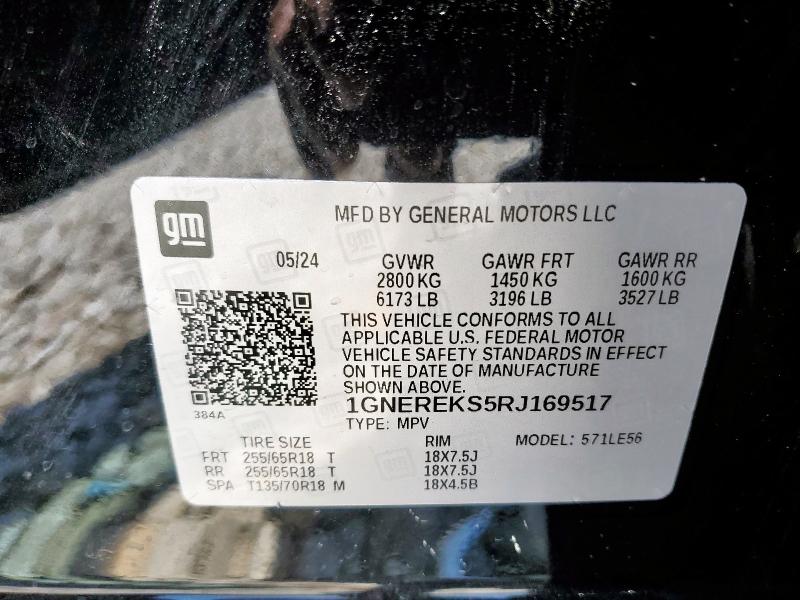 gm
MFD BY GENERAL MOTORS LLC
05/24 GVWR GAWR FRT GAWR RR
2800 KG 1450 KG 1600 KG
6173 LB 3196 LB 3527 LB
THIS VEHICLE CONFORMS TO ALL
APPLICABLE U.S. FEDERAL MOTOR
VEHICLE SAFETY STANDARDS IN EFFECT
ON THE DATE OF MANUFACTURE
SHOWN ABOVE.
384A
1GNEREKS5RJ169517
TYPE: MPV
TIRE SIZE RIM MODEL: 571LE56
FRT 255/65R18 T 18X7.5J
RR 255/65R18 T 18X7.5J
SPA T135/70R18 M 18X4.5B